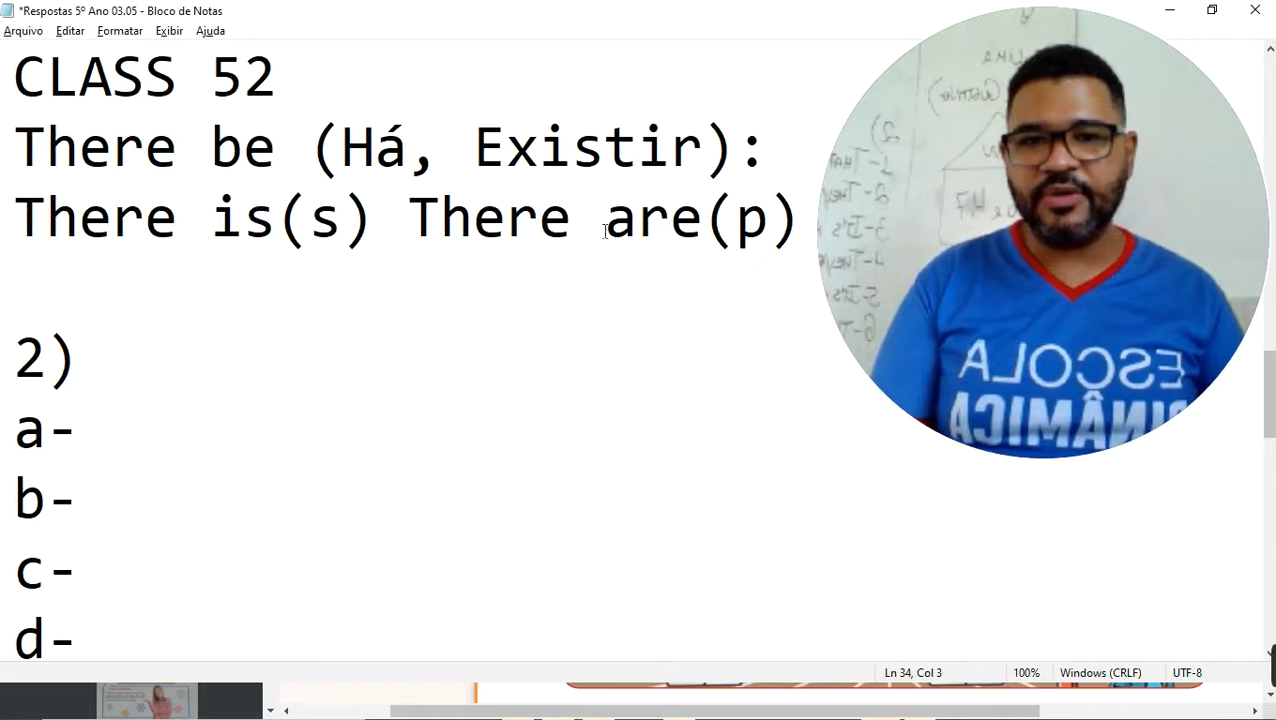 *Respostas 5º Ano 03.05 - Bloco de Notas
Arquivo Editar Formatar Exibir Ajuda
CLASS 52
There be (Há, Existir):
There is(s) There are(p)
2)
a-
b-
c-
d-
ESCOLA
DINÂMICA
Ln 34, Col 3 100% Windows (CRLF) UTF-8